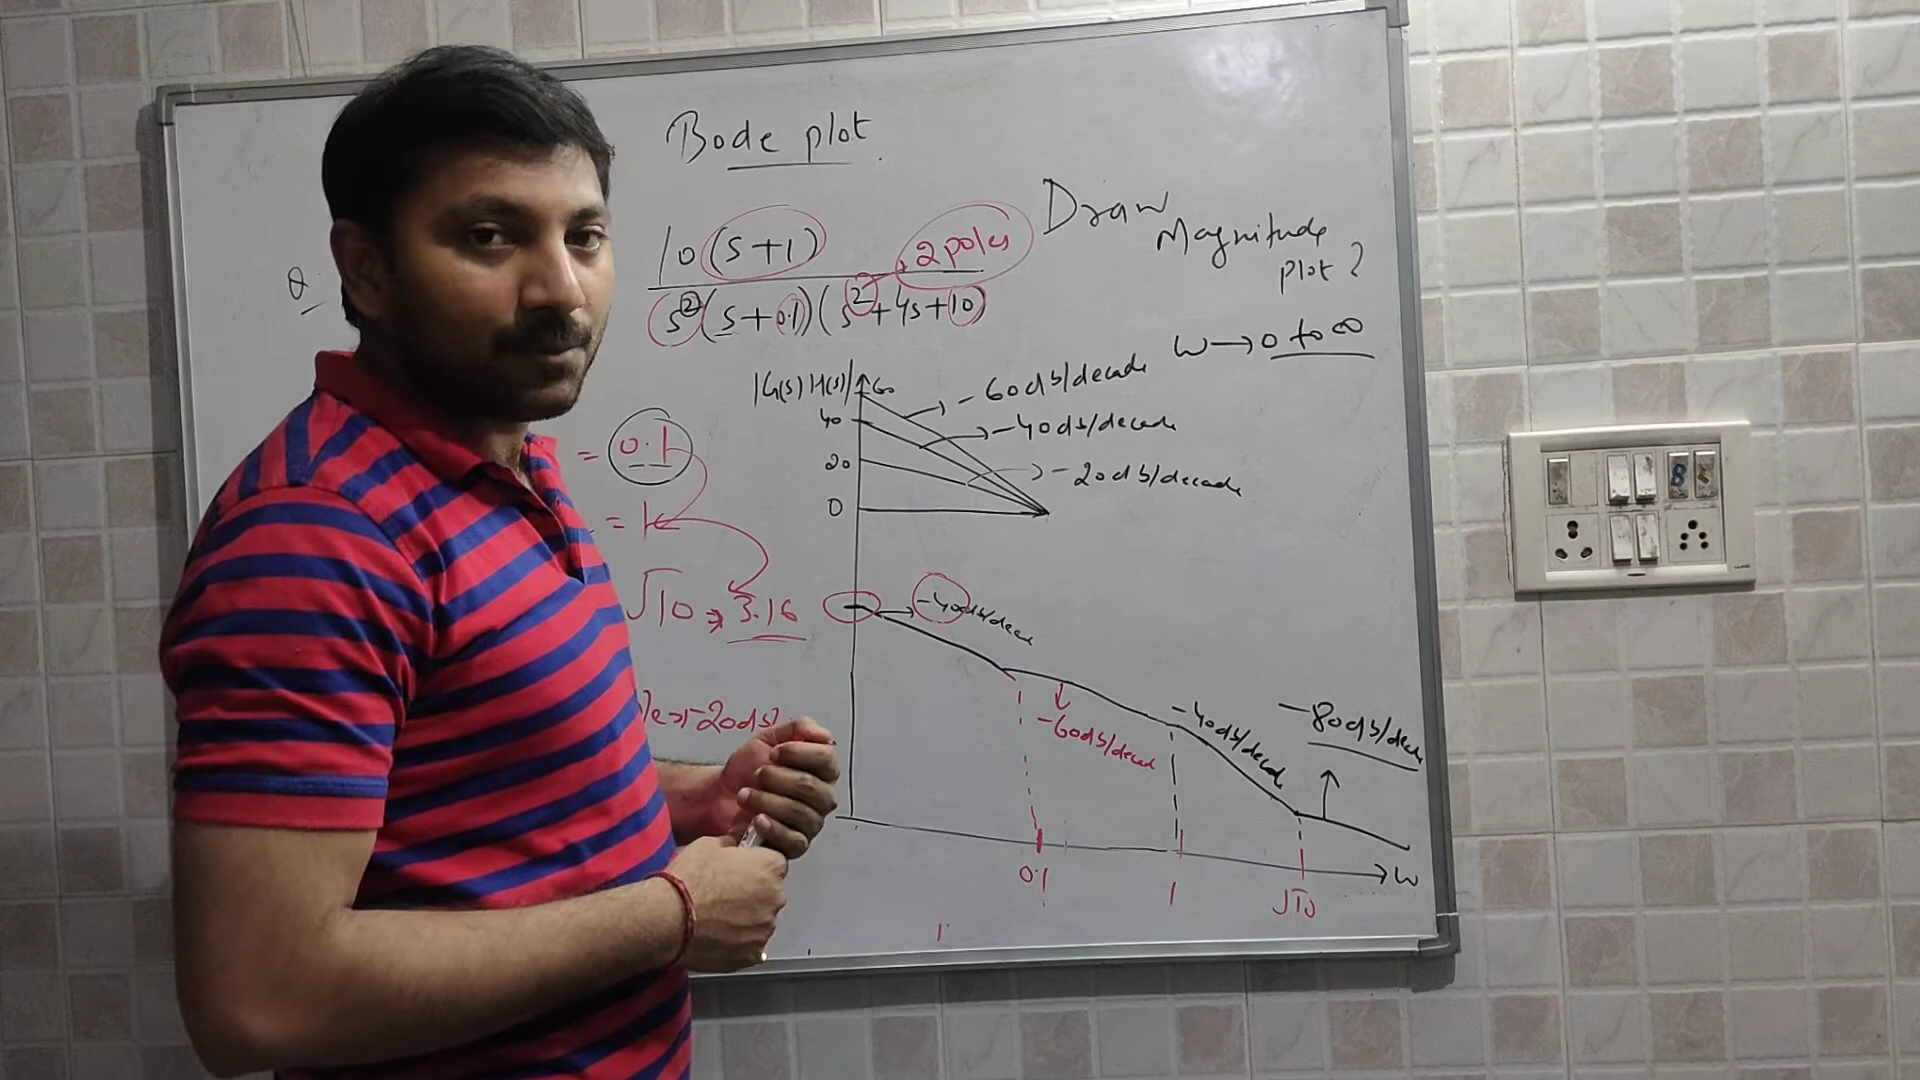 Bode plot
Q.
10(s+1)
2 poles
s²(s+0.1)(s²+4s+10)
Draw
Magnitude
plot?
ω→0 to ∞
|G(s)H(s)|
60
-60dB/decade
40
-40dB/decade
20
-20dB/decade
0
= 0.1
= 1
√10 ⇒ 3.16
-40dB/decade
-20dB/
-60dB/decade
-40dB/decade
-80dB/decade
0.1
1
√10
→ω